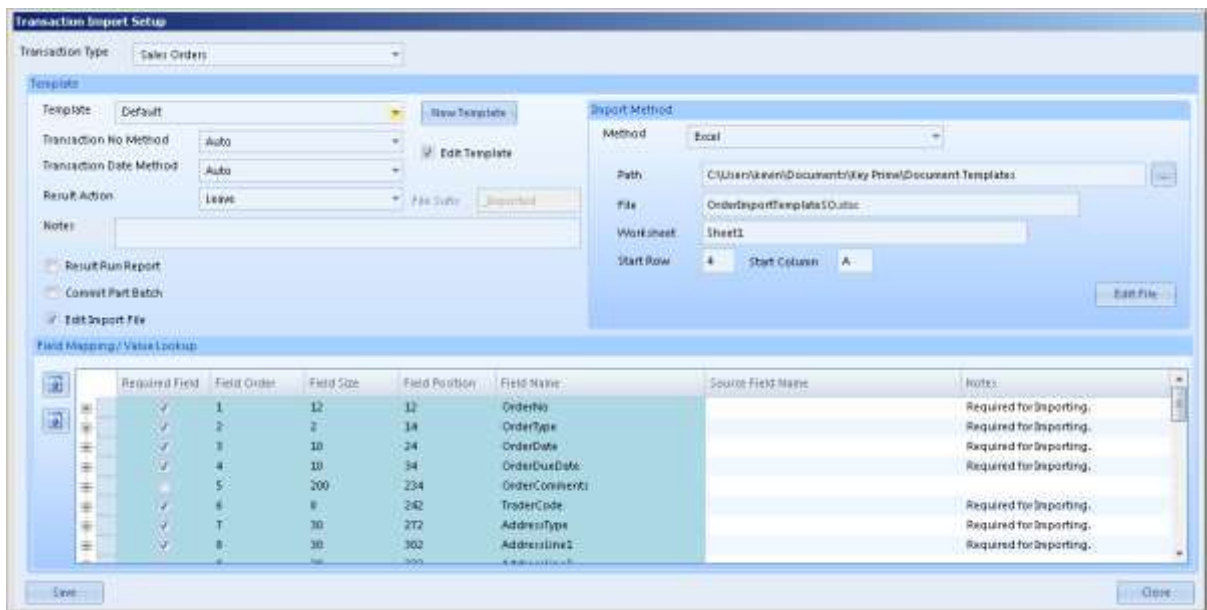 Transaction Import Setup
Transaction Type Sales Orders
Template
Template Default New Template
Transaction No Method Auto
Edit Template
Transaction Date Method Auto
Result Action Leave File Suffix Imported
Notes
Result Run Report
Commit Part Batch
Edit Import File
Import Method
Method Excel
Path C:\Users\kevin\Documents\Key Prime\Document Templates ...
File OrderImportTemplateSO.xlsx
Worksheet Sheet1
Start Row 4 Start Column A
Edit File
Field Mapping / Value Lookup
Required Field Field Order Field Size Field Position Field Name Source Field Name Notes
1 12 12 OrderNo Required for Importing.
2 2 14 OrderType Required for Importing.
3 10 24 OrderDate Required for Importing.
4 10 34 OrderDueDate Required for Importing.
5 200 234 OrderComments
6 8 242 TraderCode Required for Importing.
7 30 272 AddressType Required for Importing.
8 30 302 AddressLine1 Required for Importing.
Save Close